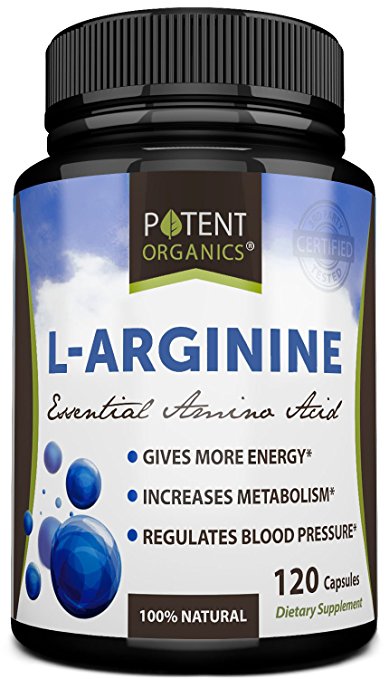 POTENT
ORGANICS®
CERTIFIED
TESTED
L-ARGININE
Essential Amino Acid
• GIVES MORE ENERGY*
• INCREASES METABOLISM*
• REGULATES BLOOD PRESSURE*
120 Capsules
Dietary Supplement
100% NATURAL